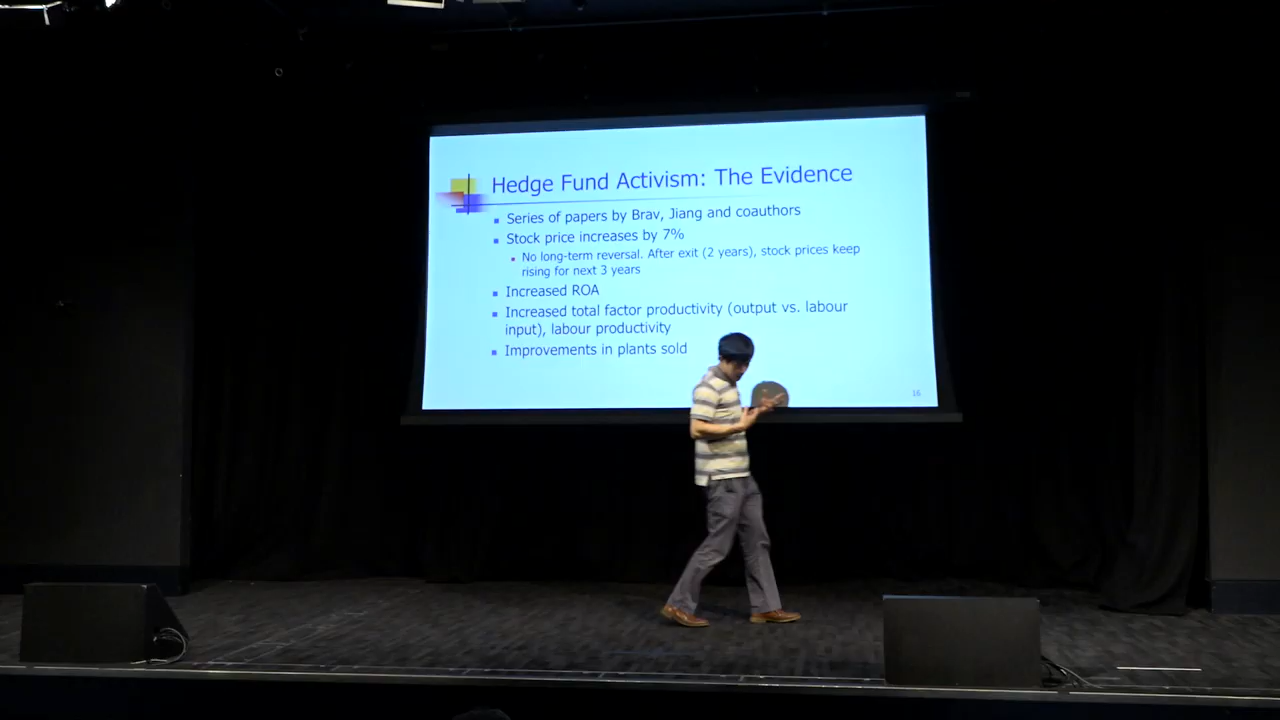 Hedge Fund Activism: The Evidence
Series of papers by Brav, Jiang and coauthors
Stock price increases by 7%
No long-term reversal. After exit (2 years), stock prices keep
rising for next 3 years
Increased ROA
Increased total factor productivity (output vs. labour
input), labour productivity
Improvements in plants sold
16